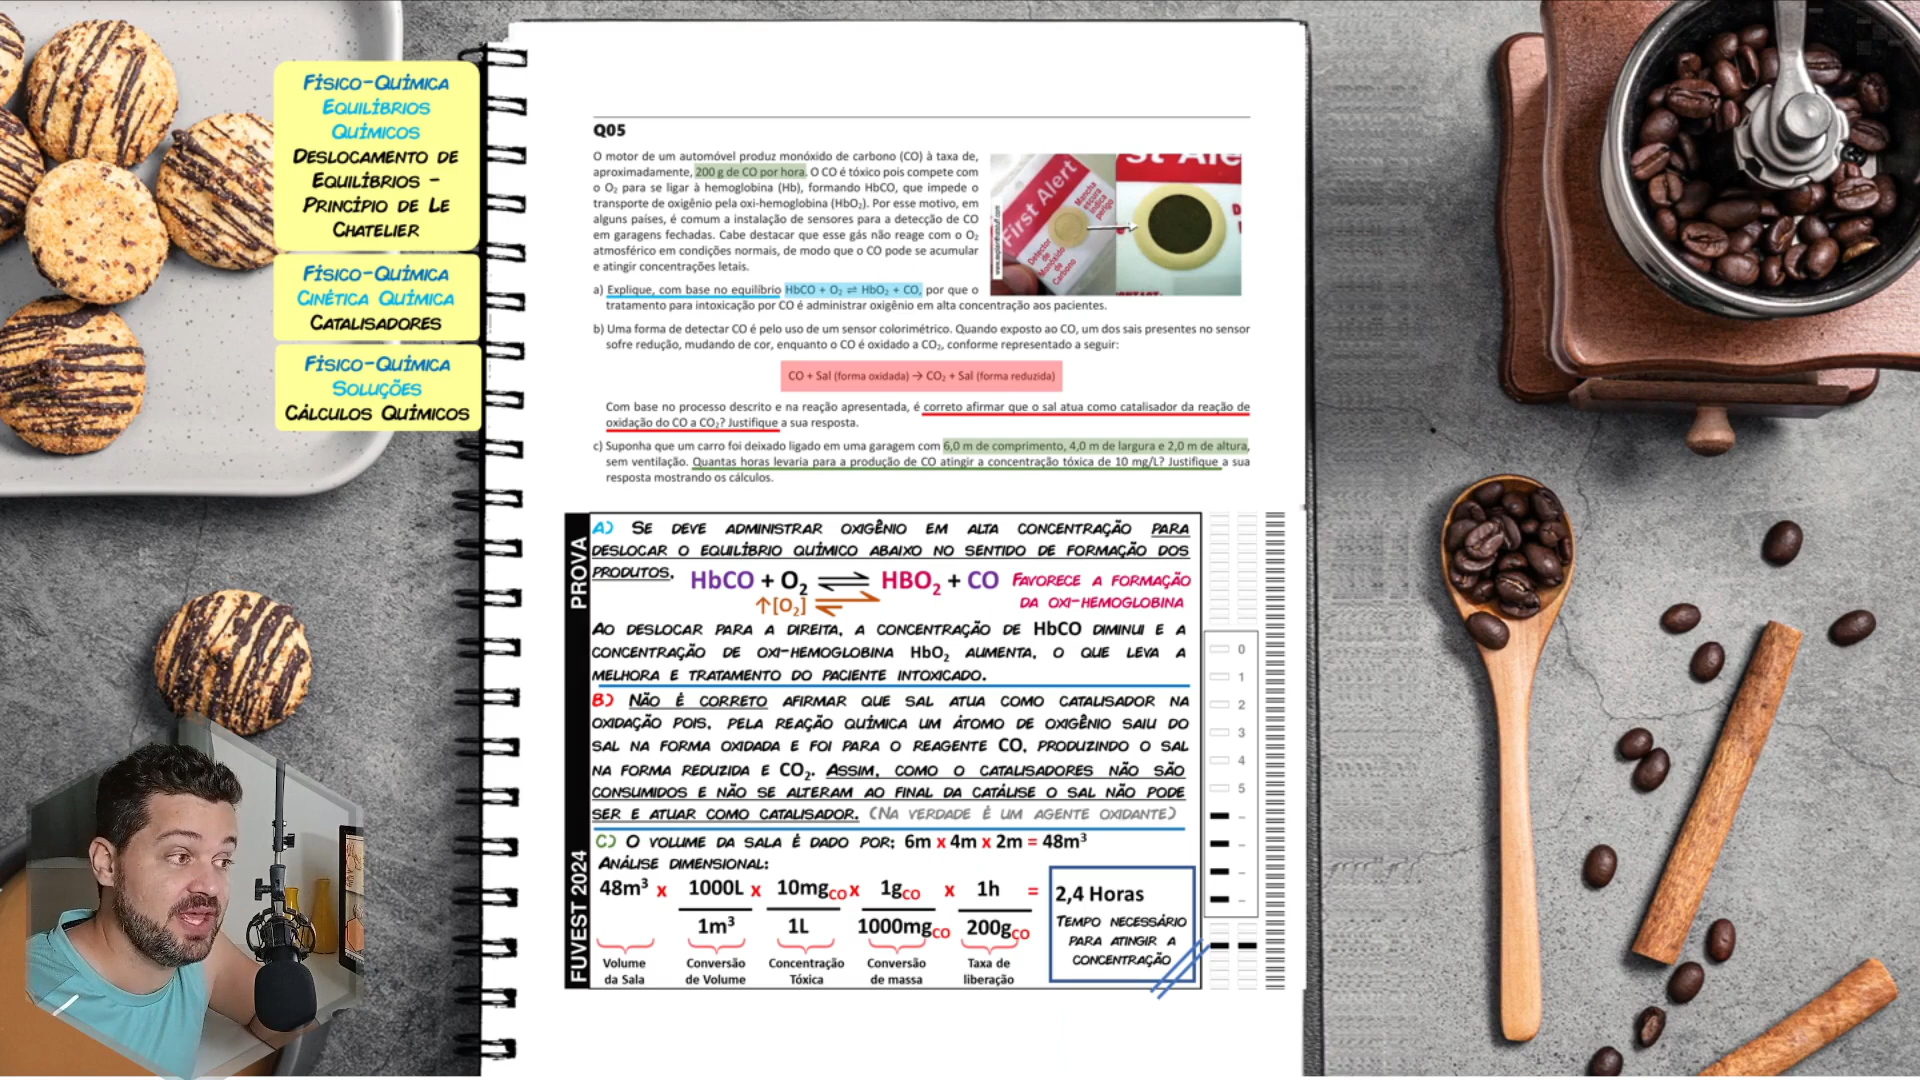 FÍSICO-QUÍMICA
EQUILÍBRIOS
QUÍMICOS
DESLOCAMENTO DE
EQUILÍBRIOS -
PRINCÍPIO DE LE
CHATELIER
FÍSICO-QUÍMICA
CINÉTICA QUÍMICA
CATALISADORES
FÍSICO-QUÍMICA
SOLUÇÕES
CÁLCULOS QUÍMICOS
Q05
O motor de um automóvel produz monóxido de carbono (CO) à taxa de,
aproximadamente, 200 g de CO por hora. O CO é tóxico pois compete com
o O₂ para se ligar à hemoglobina (Hb), formando HbCO, que impede o
transporte de oxigênio pela oxi-hemoglobina (HbO₂). Por esse motivo, em
alguns países, é comum a instalação de sensores para a detecção de CO
em garagens fechadas. Cabe destacar que esse gás não reage com o O₂
atmosférico em condições normais, de modo que o CO pode se acumular
e atingir concentrações letais.
First Alert
Mancha escura indica perigo
Detector de Monóxido de Carbono
a) Explique, com base no equilíbrio HbCO + O₂ ⇌ HbO₂ + CO, por que o
tratamento para intoxicação por CO é administrar oxigênio em alta concentração aos pacientes.
b) Uma forma de detectar CO é pelo uso de um sensor colorimétrico. Quando exposto ao CO, um dos sais presentes no sensor
sofre redução, mudando de cor, enquanto o CO é oxidado a CO₂, conforme representado a seguir:
CO + Sal (forma oxidada) → CO₂ + Sal (forma reduzida)
Com base no processo descrito e na reação apresentada, é correto afirmar que o sal atua como catalisador da reação de
oxidação do CO a CO₂? Justifique a sua resposta.
c) Suponha que um carro foi deixado ligado em uma garagem com 6,0 m de comprimento, 4,0 m de largura e 2,0 m de altura,
sem ventilação. Quantas horas levaria para a produção de CO atingir a concentração tóxica de 10 mg/L? Justifique a sua
resposta mostrando os cálculos.
PROVA
FUVEST 2024
A) SE DEVE ADMINISTRAR OXIGÊNIO EM ALTA CONCENTRAÇÃO PARA
DESLOCAR O EQUILÍBRIO QUÍMICO ABAIXO NO SENTIDO DE FORMAÇÃO DOS
PRODUTOS. HbCO + O₂ ⇌ HBO₂ + CO FAVORECE A FORMAÇÃO
↑[O₂] DA OXI-HEMOGLOBINA
AO DESLOCAR PARA A DIREITA, A CONCENTRAÇÃO DE HbCO DIMINUI E A
CONCENTRAÇÃO DE OXI-HEMOGLOBINA HbO₂ AUMENTA, O QUE LEVA A
MELHORA E TRATAMENTO DO PACIENTE INTOXICADO.
B) NÃO É CORRETO AFIRMAR QUE SAL ATUA COMO CATALISADOR NA
OXIDAÇÃO POIS, PELA REAÇÃO QUÍMICA UM ÁTOMO DE OXIGÊNIO SAIU DO
SAL NA FORMA OXIDADA E FOI PARA O REAGENTE CO, PRODUZINDO O SAL
NA FORMA REDUZIDA E CO₂. ASSIM, COMO O CATALISADORES NÃO SÃO
CONSUMIDOS E NÃO SE ALTERAM AO FINAL DA CATÁLISE O SAL NÃO PODE
SER E ATUAR COMO CATALISADOR. (NA VERDADE É UM AGENTE OXIDANTE)
C) O VOLUME DA SALA É DADO POR: 6m x 4m x 2m = 48m³
ANÁLISE DIMENSIONAL:
48m³ x 1000L x 10mgCO x 1gCO x 1h =
1m³ 1L 1000mgCO 200gCO
Volume Conversão Concentração Conversão Taxa de
da Sala de Volume Tóxica de massa liberação
2,4 Horas
TEMPO NECESSÁRIO
PARA ATINGIR A
CONCENTRAÇÃO
0
1
2
3
4
5